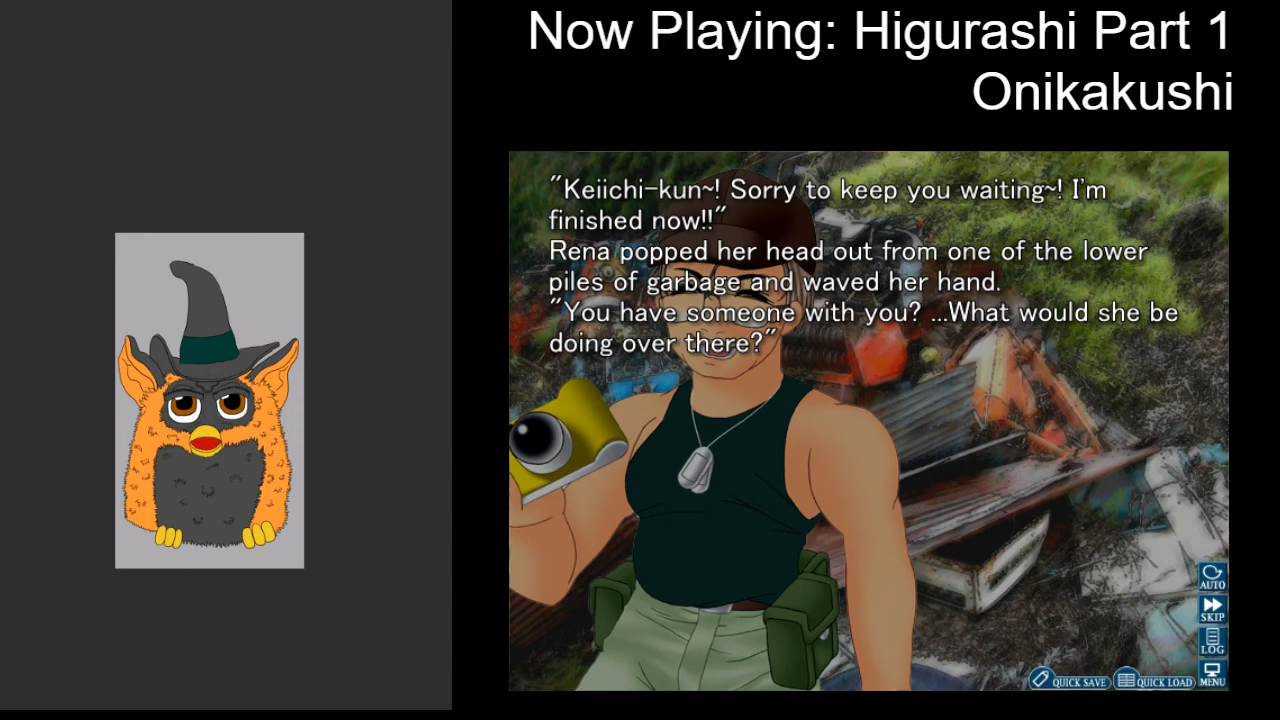 Now Playing: Higurashi Part 1
Onikakushi
"Keiichi-kun~! Sorry to keep you waiting~! I'm
finished now!!"
Rena popped her head out from one of the lower
piles of garbage and waved her hand.
"You have someone with you? ...What would she be
doing over there?"
AUTO
SKIP
LOG
MENU
QUICK SAVE
QUICK LOAD